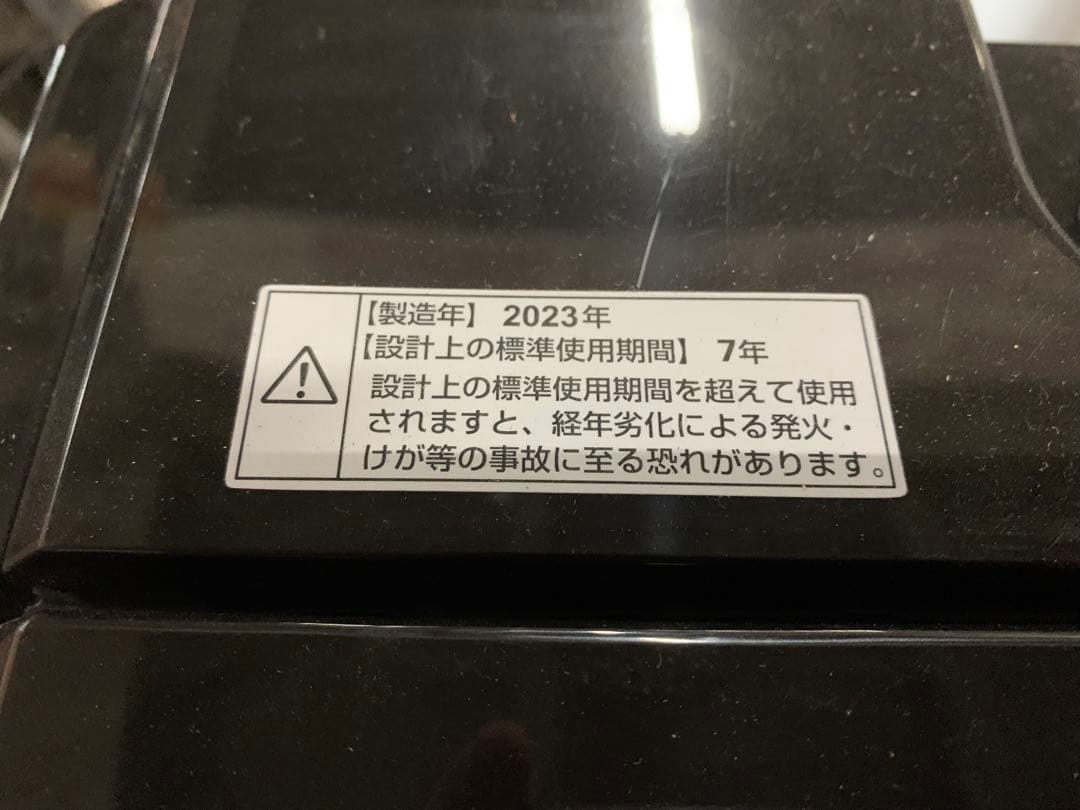 【製造年】 2023年
【設計上の標準使用期間】 7年
設計上の標準使用期間を超えて使用
されますと、経年劣化による発火・
けが等の事故に至る恐れがあります。